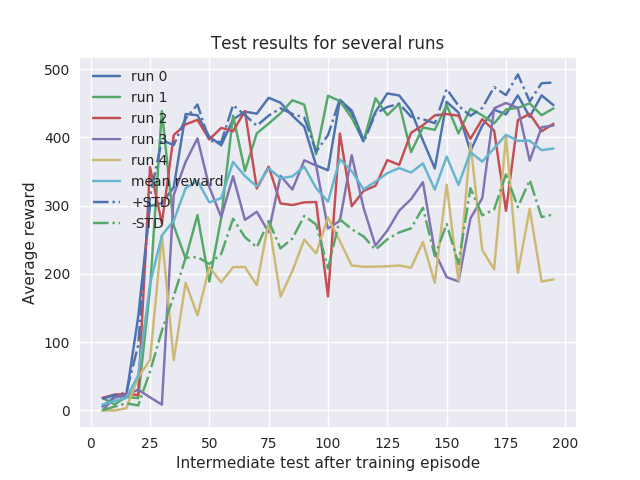 Test results for several runs
500
400
300
200
100
0
Average reward
run 0
run 1
run 2
run 3
run 4
mean reward
+STD
-STD
0 25 50 75 100 125 150 175 200
Intermediate test after training episode